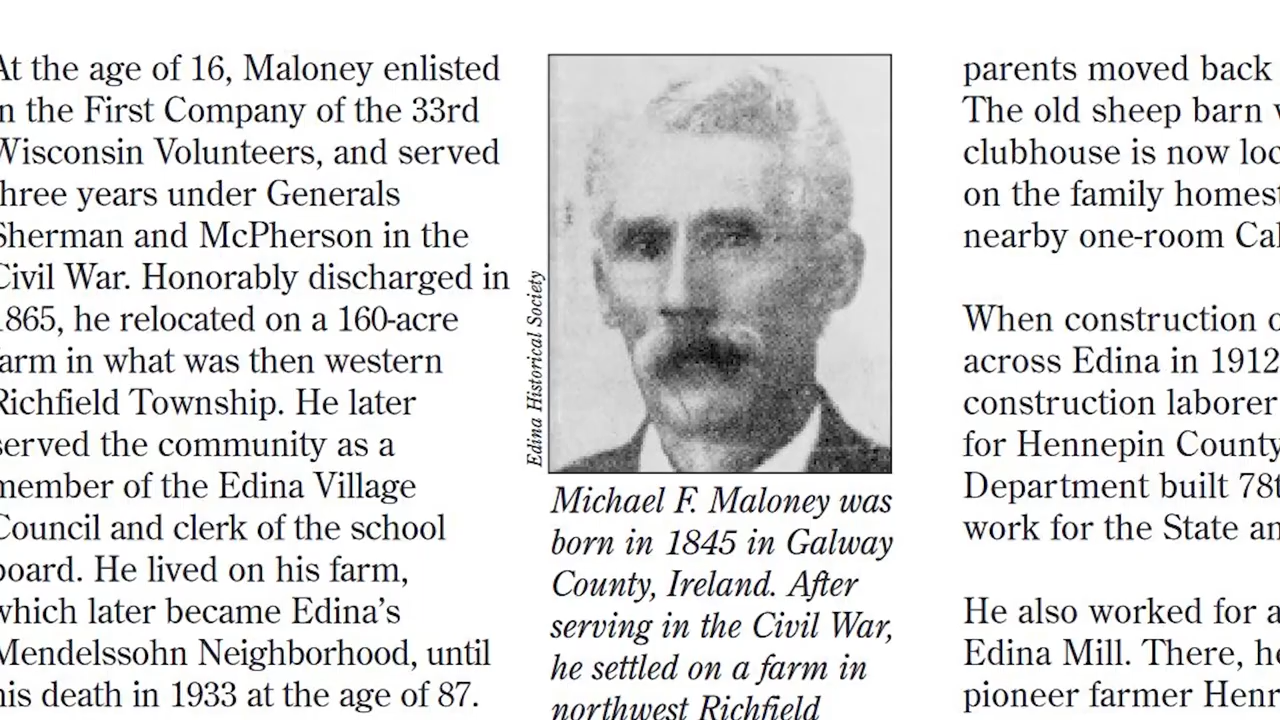 At the age of 16, Maloney enlisted
in the First Company of the 33rd
Wisconsin Volunteers, and served
three years under Generals
Sherman and McPherson in the
Civil War. Honorably discharged in
1865, he relocated on a 160-acre
farm in what was then western
Richfield Township. He later
served the community as a
member of the Edina Village
Council and clerk of the school
board. He lived on his farm,
which later became Edina’s
Mendelssohn Neighborhood, until
his death in 1933 at the age of 87.
Edina Historical Society
Michael F. Maloney was
born in 1845 in Galway
County, Ireland. After
serving in the Civil War,
he settled on a farm in
northwest Richfield
parents moved back
The old sheep barn
clubhouse is now
on the family
nearby one-room
When construction
across Edina in 1912
construction laborer
for Hennepin County
Department built
work for the State
He also worked for
Edina Mill. There,
pioneer farmer